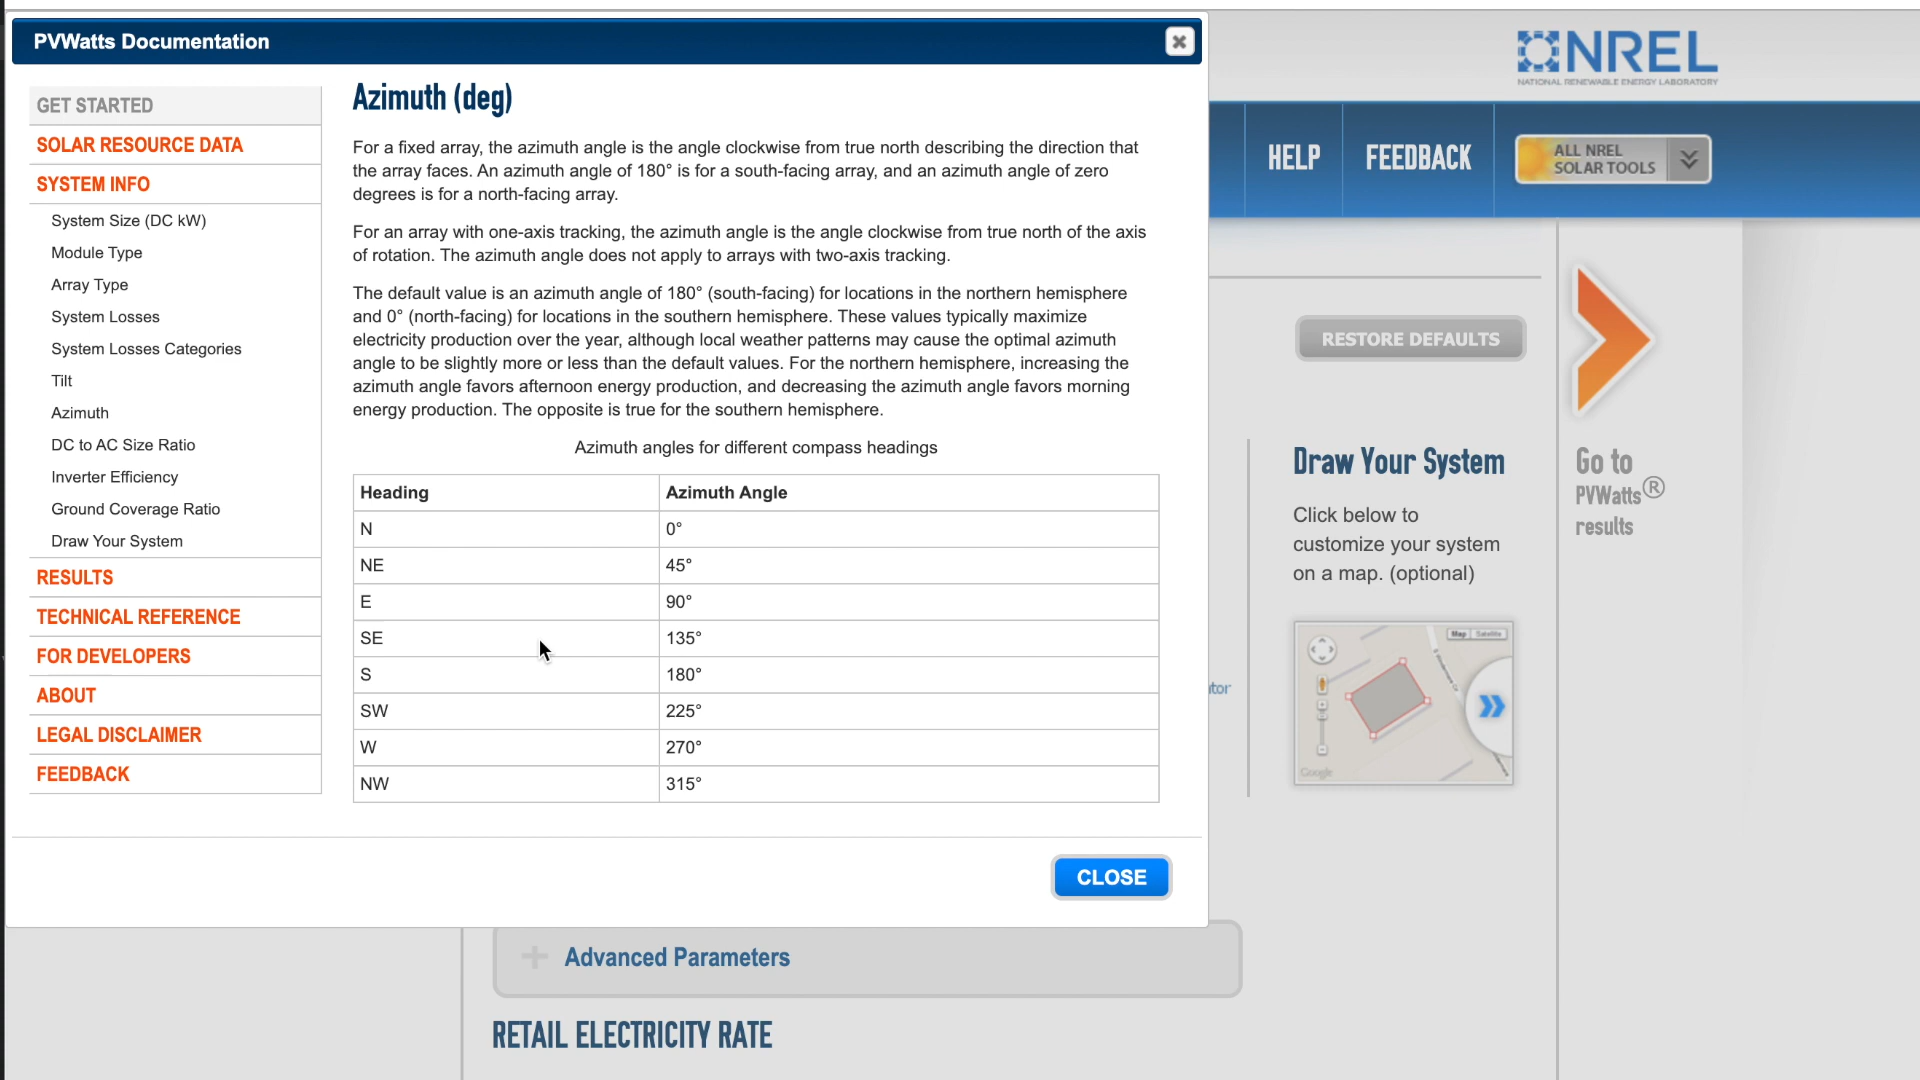 PVWatts Documentation
NREL
NATIONAL RENEWABLE ENERGY LABORATORY
HELP
FEEDBACK
ALL NREL
SOLAR TOOLS
GET STARTED
SOLAR RESOURCE DATA
SYSTEM INFO
System Size (DC kW)
Module Type
Array Type
System Losses
System Losses Categories
Tilt
Azimuth
DC to AC Size Ratio
Inverter Efficiency
Ground Coverage Ratio
Draw Your System
RESULTS
TECHNICAL REFERENCE
FOR DEVELOPERS
ABOUT
LEGAL DISCLAIMER
FEEDBACK
Azimuth (deg)
For a fixed array, the azimuth angle is the angle clockwise from true north describing the direction that
the array faces. An azimuth angle of 180° is for a south-facing array, and an azimuth angle of zero
degrees is for a north-facing array.
For an array with one-axis tracking, the azimuth angle is the angle clockwise from true north of the axis
of rotation. The azimuth angle does not apply to arrays with two-axis tracking.
The default value is an azimuth angle of 180° (south-facing) for locations in the northern hemisphere
and 0° (north-facing) for locations in the southern hemisphere. These values typically maximize
electricity production over the year, although local weather patterns may cause the optimal azimuth
angle to be slightly more or less than the default values. For the northern hemisphere, increasing the
azimuth angle favors afternoon energy production, and decreasing the azimuth angle favors morning
energy production. The opposite is true for the southern hemisphere.
Azimuth angles for different compass headings
Heading Azimuth Angle
N 0°
NE 45°
E 90°
SE 135°
S 180°
SW 225°
W 270°
NW 315°
CLOSE
RESTORE DEFAULTS
Draw Your System
Click below to
customize your system
on a map. (optional)
Map Satellite
Google
Go to
PVWatts®
results
Advanced Parameters
RETAIL ELECTRICITY RATE